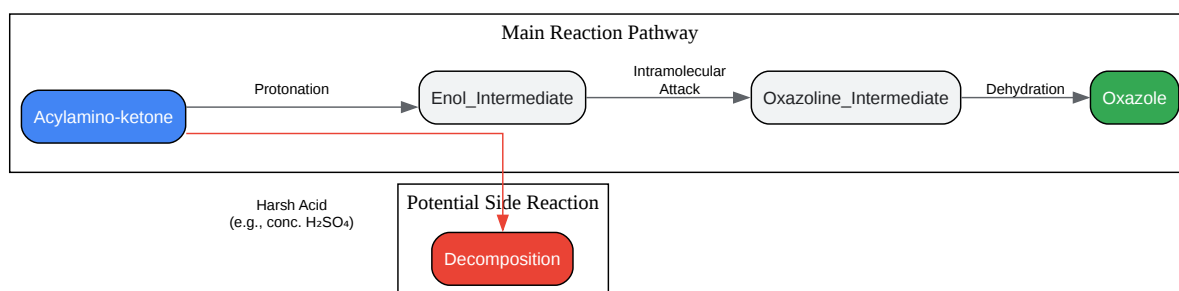 Main Reaction Pathway
Acylamino-ketone
Protonation
Enol_Intermediate
Intramolecular
Attack
Oxazoline_Intermediate
Dehydration
Oxazole
Harsh Acid
(e.g., conc. H₂SO₄)
Potential Side Reaction
Decomposition